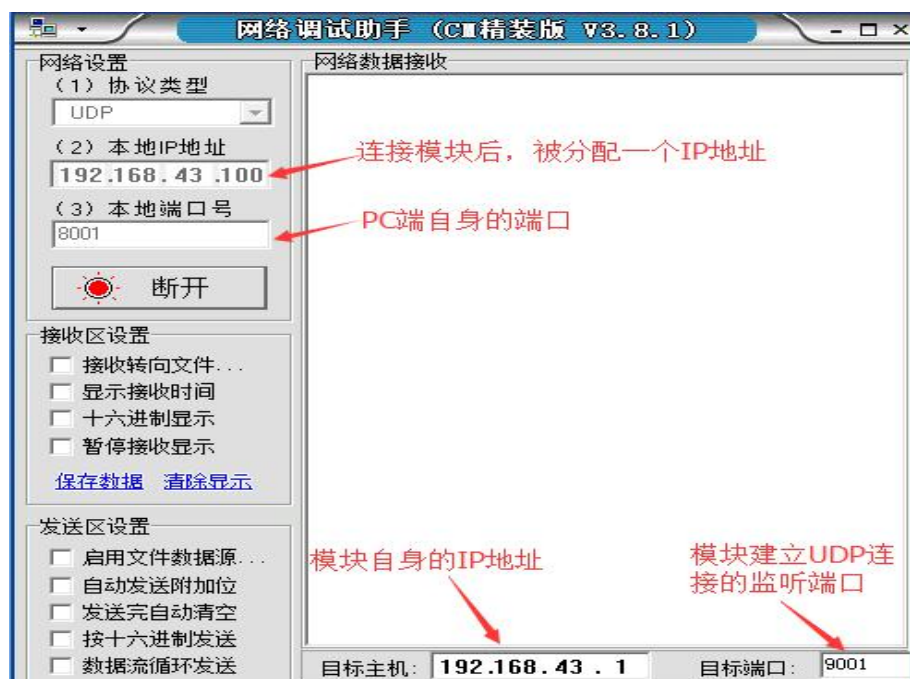 网络调试助手 (CM精装版 V3.8.1)
网络设置
(1) 协议类型
UDP
(2) 本地IP地址
192.168.43.100
(3) 本地端口号
8001
断开
接收区设置
接收转向文件...
显示接收时间
十六进制显示
暂停接收显示
保存数据 清除显示
发送区设置
启用文件数据源...
自动发送附加位
发送完自动清空
按十六进制发送
数据流循环发送
网络数据接收
连接模块后，被分配一个IP地址
PC端自身的端口
模块自身的IP地址
模块建立UDP连
接的监听端口
目标主机: 192.168.43.1 目标端口: 9001